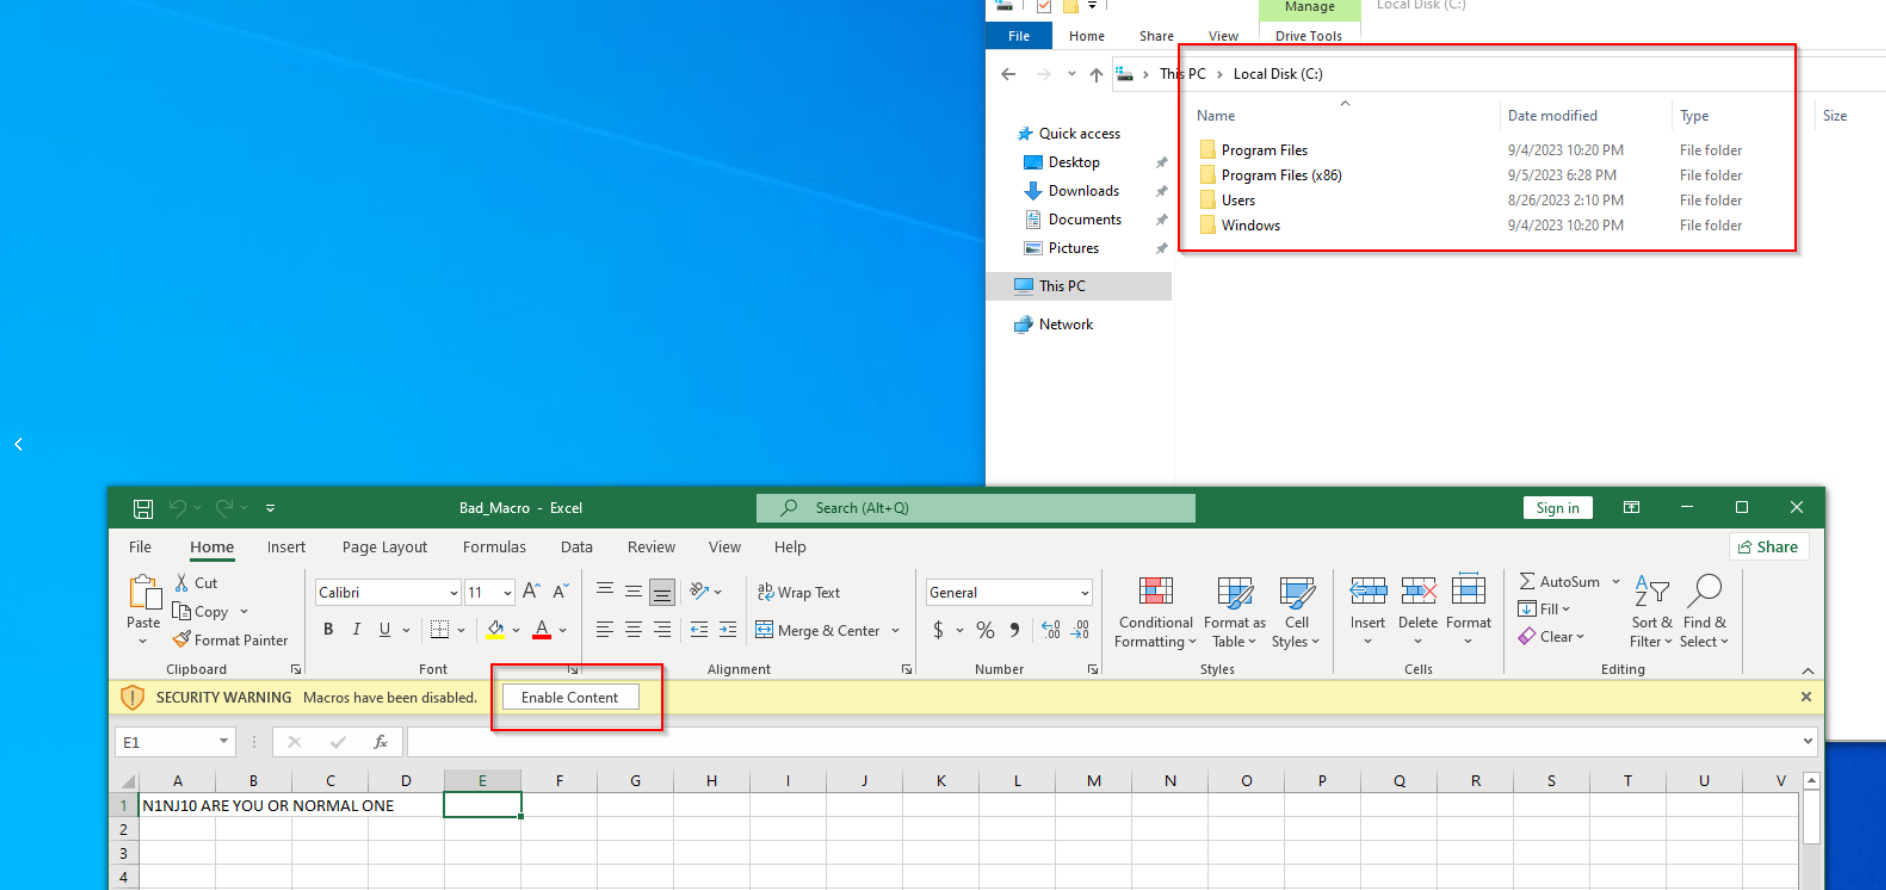 Manage
Local Disk (C:)
File
Home
Share
View
Drive Tools
This PC > Local Disk (C:)
Name
Date modified
Type
Size
Quick access
Desktop
Downloads
Documents
Pictures
This PC
Network
Program Files 9/4/2023 10:20 PM File folder
Program Files (x86) 9/5/2023 6:28 PM File folder
Users 8/26/2023 2:10 PM File folder
Windows 9/4/2023 10:20 PM File folder
Bad_Macro - Excel
Search (Alt+Q)
Sign in
File Home Insert Page Layout Formulas Data Review View Help
Share
Paste
Cut
Copy
Format Painter
Clipboard
Calibri
11
B I U
Font
Wrap Text
Merge & Center
Alignment
General
$ % 9
Number
Conditional
Formatting
Format as
Table
Cell
Styles
Styles
Insert
Delete
Format
Cells
AutoSum
Fill
Clear
Sort &
Filter
Find &
Select
Editing
SECURITY WARNING Macros have been disabled.
Enable Content
E1
fx
A B C D E F G H I J K L M N O P Q R S T U V
1 N1NJ10 ARE YOU OR NORMAL ONE
2
3
4